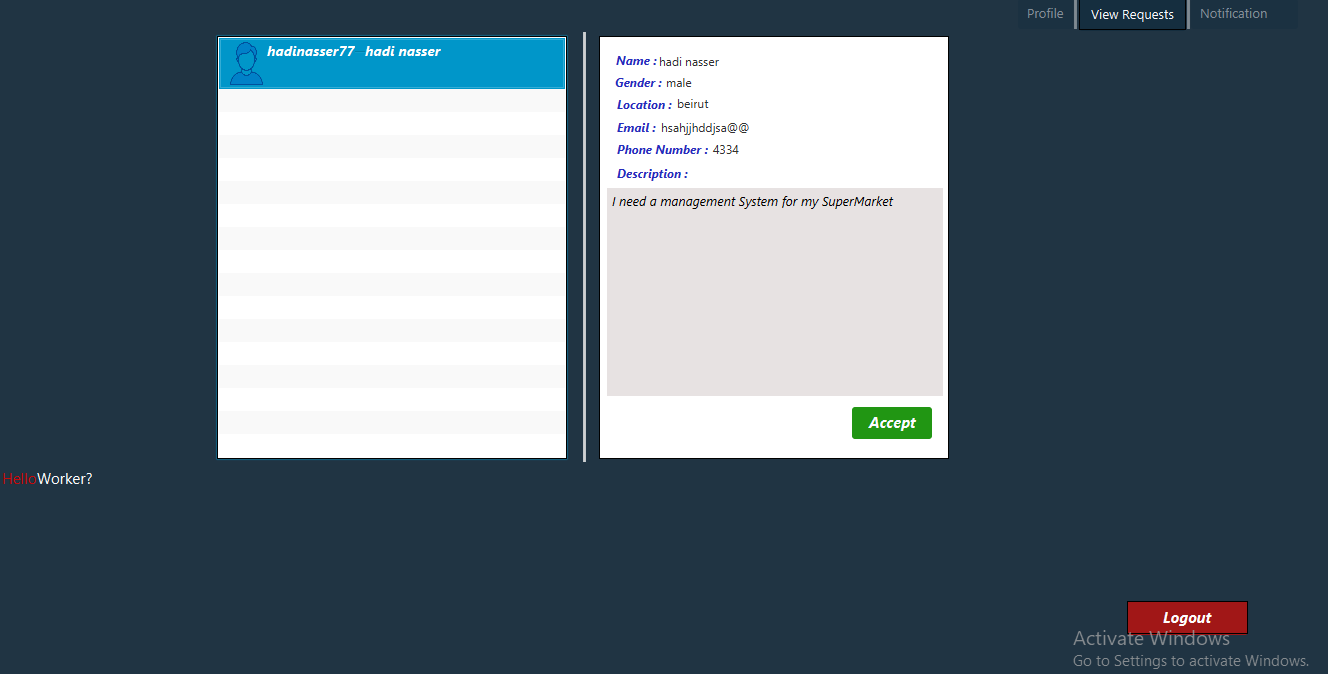 Profile
View Requests
Notification
hadinasser77 hadi nasser
Name : hadi nasser
Gender : male
Location : beirut
Email : hsahjjhddjsa@@
Phone Number : 4334
Description :
I need a management System for my SuperMarket
Accept
HelloWorker?
Logout
Activate Windows
Go to Settings to activate Windows.